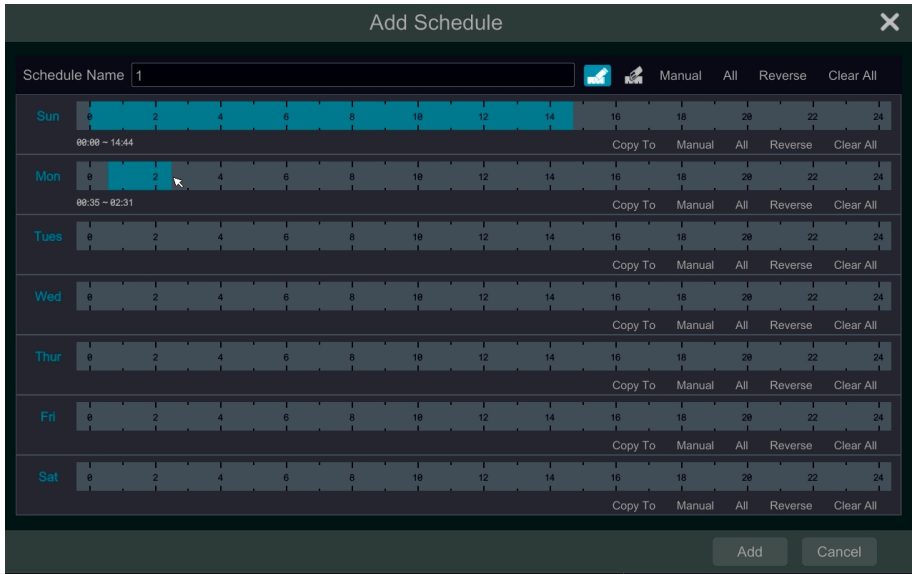 Add Schedule
Schedule Name 1 Manual All Reverse Clear All
Sun 0 2 4 6 8 10 12 14 16 18 20 22 24
00:00 ~ 14:44 Copy To Manual All Reverse Clear All
Mon 0 2 4 6 8 10 12 14 16 18 20 22 24
00:35 ~ 02:31 Copy To Manual All Reverse Clear All
Tues 0 2 4 6 8 10 12 14 16 18 20 22 24
Copy To Manual All Reverse Clear All
Wed 0 2 4 6 8 10 12 14 16 18 20 22 24
Copy To Manual All Reverse Clear All
Thur 0 2 4 6 8 10 12 14 16 18 20 22 24
Copy To Manual All Reverse Clear All
Fri 0 2 4 6 8 10 12 14 16 18 20 22 24
Copy To Manual All Reverse Clear All
Sat 0 2 4 6 8 10 12 14 16 18 20 22 24
Copy To Manual All Reverse Clear All
Add Cancel